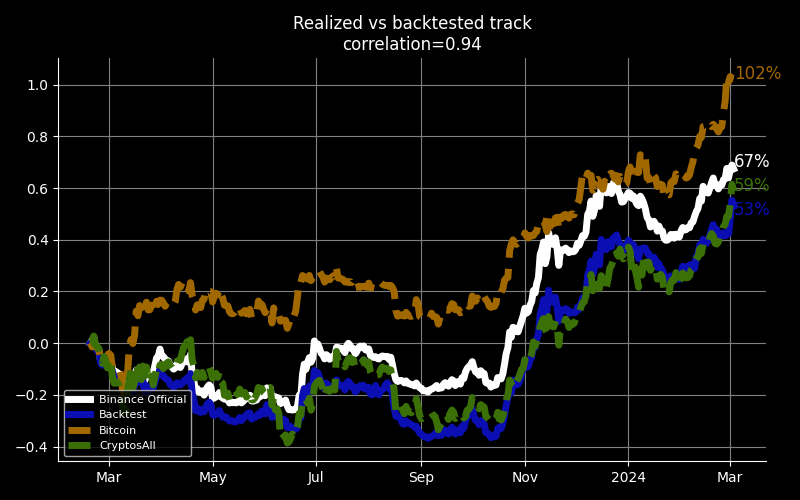 Realized vs backtested track
correlation=0.94
102%
67%
59%
53%
1.0
0.8
0.6
0.4
0.2
0.0
−0.2
−0.4
Binance Official
Backtest
Bitcoin
CryptosAll
Mar May Jul Sep Nov 2024 Mar